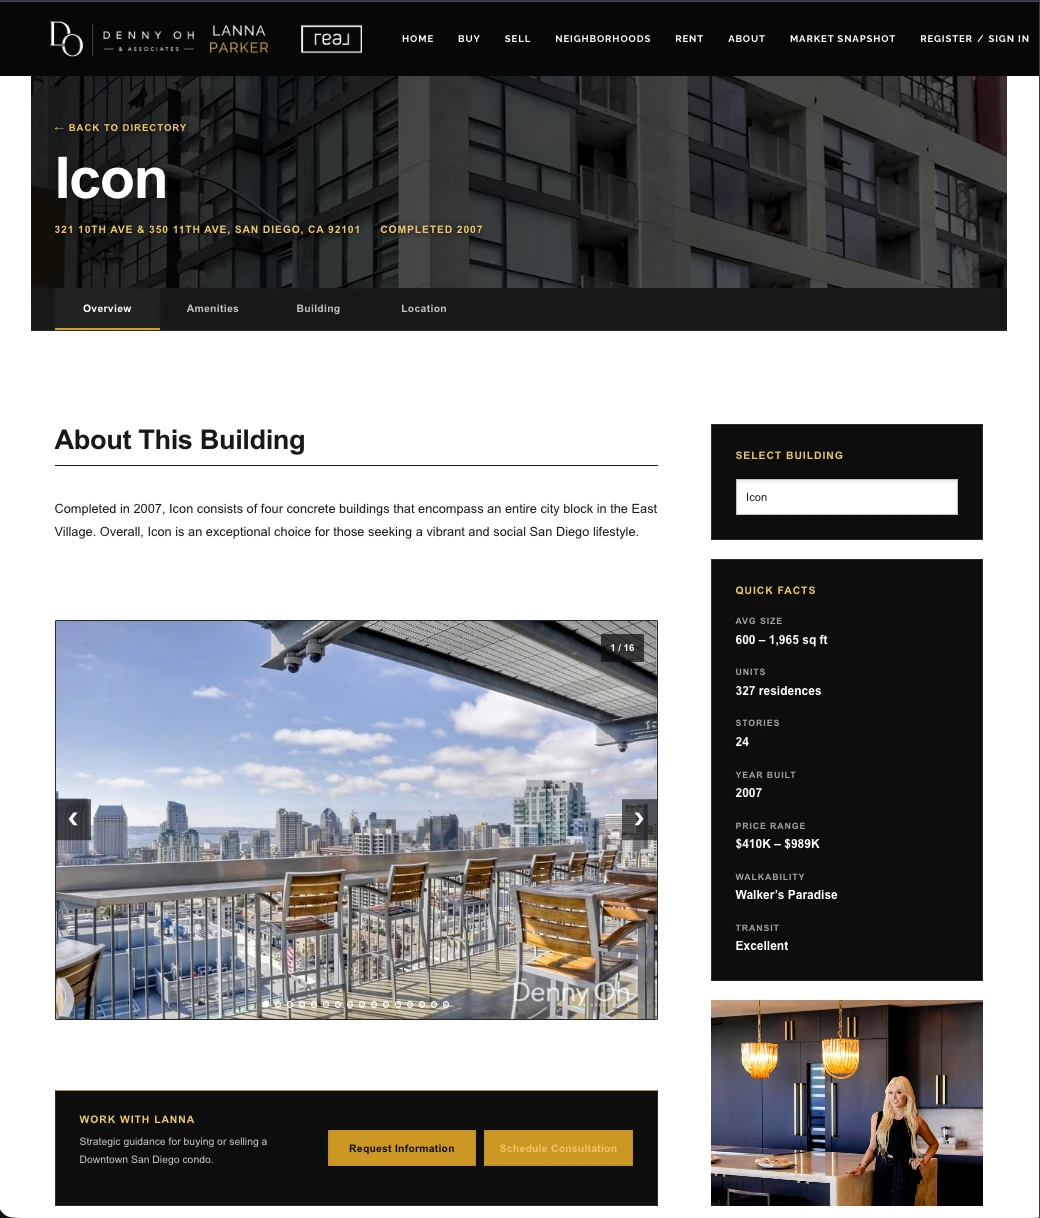 DO DENNY OH
& ASSOCIATES
LANNA
PARKER
real
HOME BUY SELL NEIGHBORHOODS RENT ABOUT MARKET SNAPSHOT REGISTER / SIGN IN
← BACK TO DIRECTORY
Icon
321 10TH AVE & 350 11TH AVE, SAN DIEGO, CA 92101 COMPLETED 2007
Overview Amenities Building Location
About This Building
Completed in 2007, Icon consists of four concrete buildings that encompass an entire city block in the East
Village. Overall, Icon is an exceptional choice for those seeking a vibrant and social San Diego lifestyle.
1 / 16
❮ ❯
Denny Oh
WORK WITH LANNA
Strategic guidance for buying or selling a
Downtown San Diego condo.
Request Information Schedule Consultation
SELECT BUILDING
Icon
QUICK FACTS
AVG SIZE
600 – 1,965 sq ft
UNITS
327 residences
STORIES
24
YEAR BUILT
2007
PRICE RANGE
$410K – $989K
WALKABILITY
Walker's Paradise
TRANSIT
Excellent